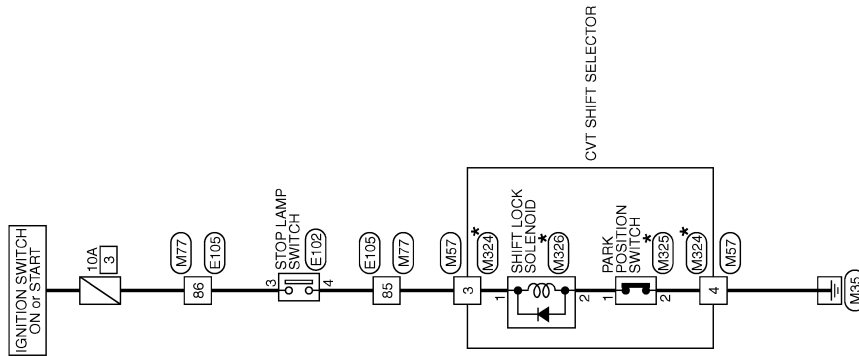 IGNITION SWITCH
ON or START
10A
3
M77
86
E105
3
STOP LAMP
SWITCH
E102
4
E105
85
M77
M57
3
*
M324
1
SHIFT LOCK
SOLENOID
*
M326
2
CVT SHIFT SELECTOR
1
PARK
POSITION
SWITCH
*
M325
2
*
M324
4
M57
M35